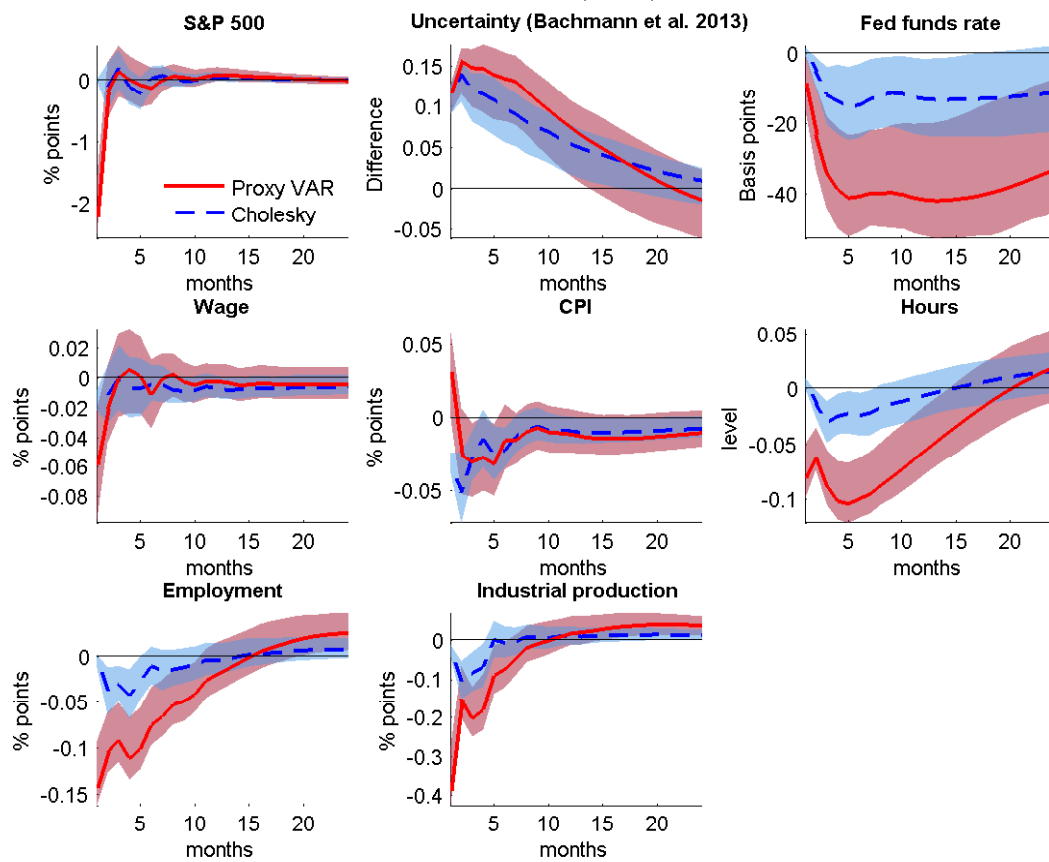 S&P 500
0
-1
-2
% points
Proxy VAR
Cholesky
5 10 15 20
months
Uncertainty (Bachmann et al. 2013)
0.15
0.1
0.05
0
-0.05
Difference
5 10 15 20
months
Fed funds rate
0
-20
-40
Basis points
5 10 15 20
months
Wage
0.02
0
-0.02
-0.04
-0.06
-0.08
% points
5 10 15 20
months
CPI
0.05
0
-0.05
% points
5 10 15 20
months
Hours
0.05
0
-0.05
-0.1
level
5 10 15 20
months
Employment
0
-0.05
-0.1
-0.15
% points
5 10 15 20
months
Industrial production
0
-0.1
-0.2
-0.3
-0.4
% points
5 10 15 20
months